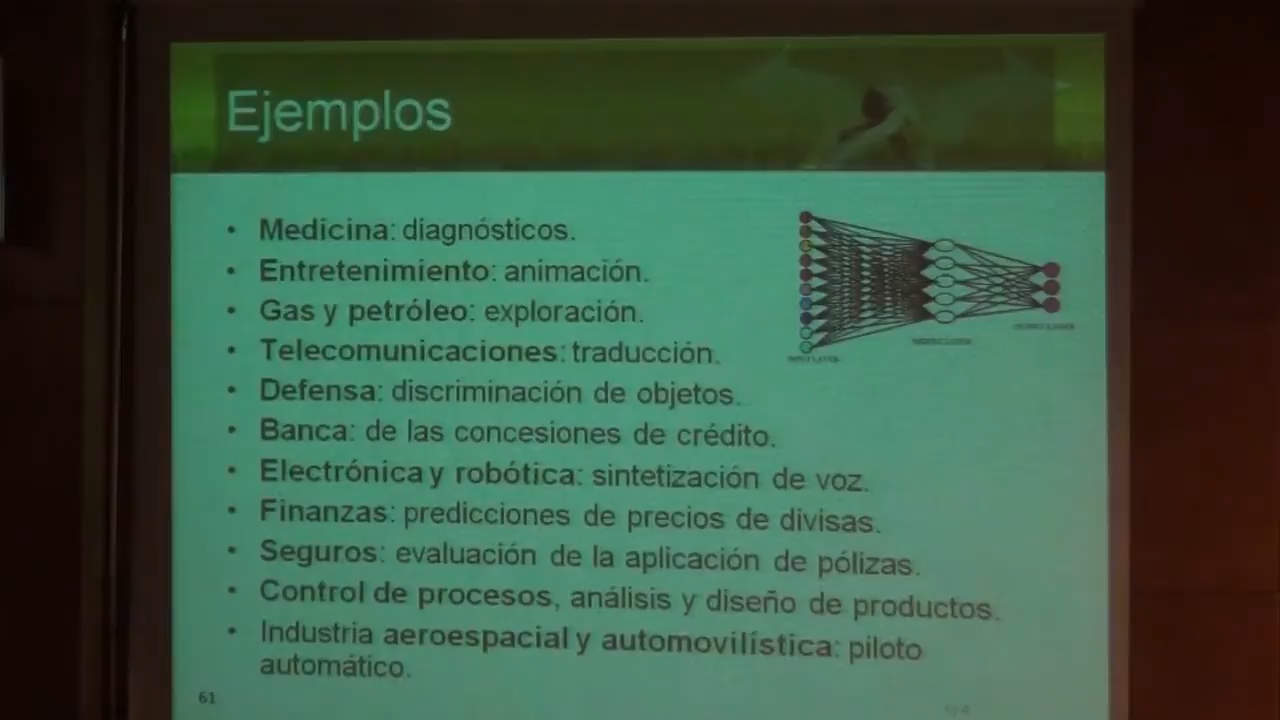 Ejemplos
• Medicina: diagnósticos.
• Entretenimiento: animación.
• Gas y petróleo: exploración.
• Telecomunicaciones: traducción.
• Defensa: discriminación de objetos.
• Banca: de las concesiones de crédito.
• Electrónica y robótica: sintetización de voz.
• Finanzas: predicciones de precios de divisas.
• Seguros: evaluación de la aplicación de pólizas.
• Control de procesos, análisis y diseño de productos.
• Industria aeroespacial y automovilística: piloto
automático.
61